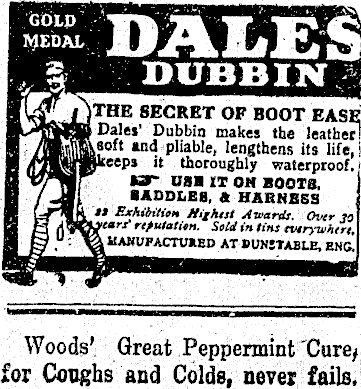 GOLD
MEDAL
DALES
DUBBIN
THE SECRET OF BOOT EASE
Dales' Dubbin makes the leather
soft and pliable, lengthens its life,
keeps it thoroughly waterproof.
☞ USE IT ON BOOTS,
SADDLES, & HARNESS
22 Exhibition Highest Awards. Over 30
years' reputation. Sold in tins everywhere.
MANUFACTURED AT DUNSTABLE, ENG.
Woods' Great Peppermint Cure,
for Coughs and Colds, never fails,